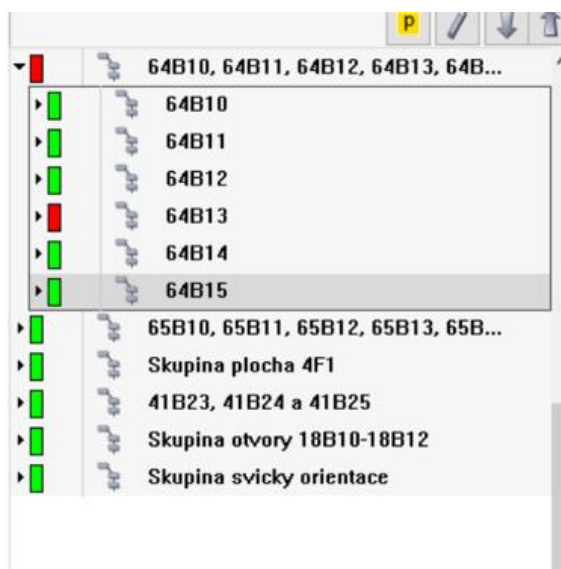 p
64B10, 64B11, 64B12, 64B13, 64B...
64B10
64B11
64B12
64B13
64B14
64B15
65B10, 65B11, 65B12, 65B13, 65B...
Skupina plocha 4F1
41B23, 41B24 a 41B25
Skupina otvory 18B10-18B12
Skupina svicky orientace